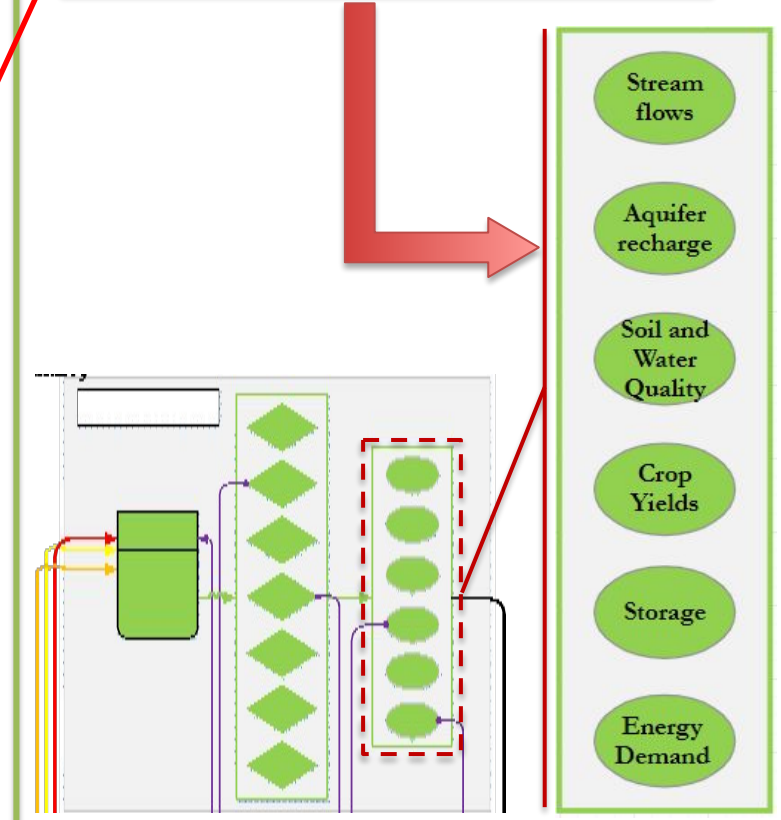 Stream
flows
Aquifer
recharge
Soil and
Water
Quality
Crop
Yields
Storage
Energy
Demand